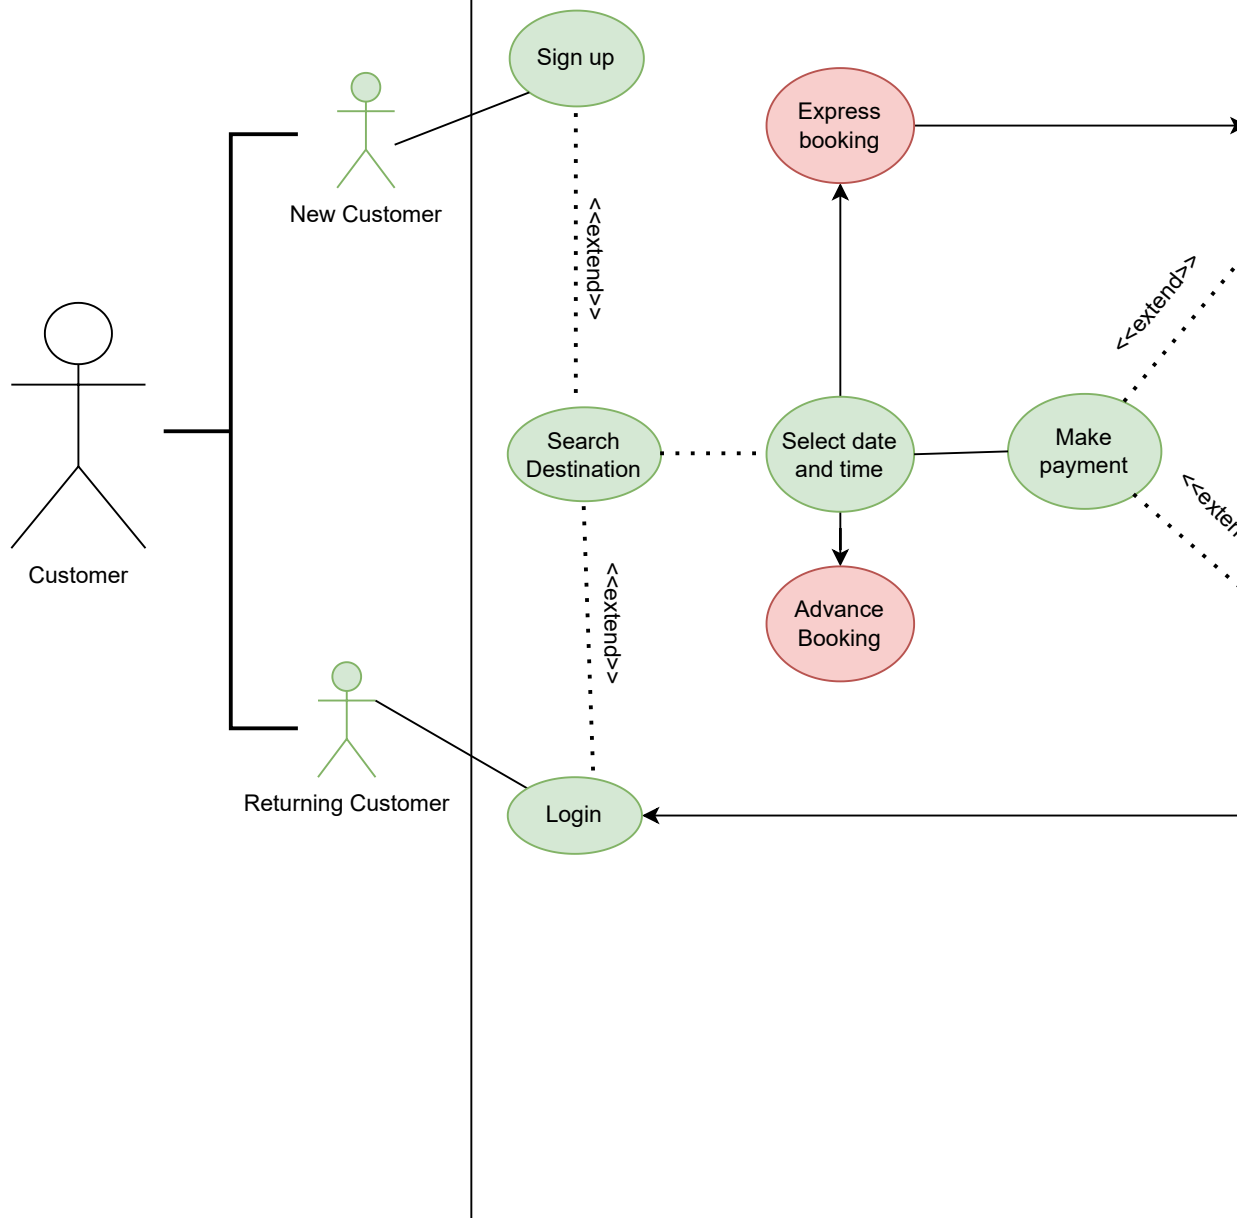 Sign up
Express
booking
New Customer
<<extend>>
<<extend>>
Customer
Search
Destination
Select date
and time
Make
payment
<<exten
<<extend>>
Advance
Booking
Returning Customer
Login